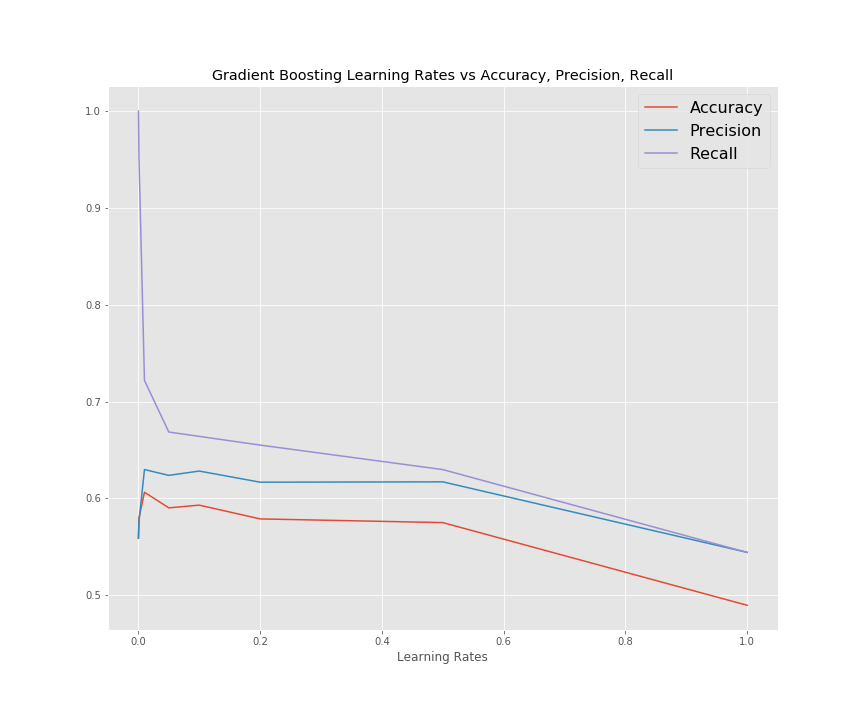 Gradient Boosting Learning Rates vs Accuracy, Precision, Recall
Accuracy
Precision
Recall
1.0
0.9
0.8
0.7
0.6
0.5
0.0 0.2 0.4 0.6 0.8 1.0
Learning Rates